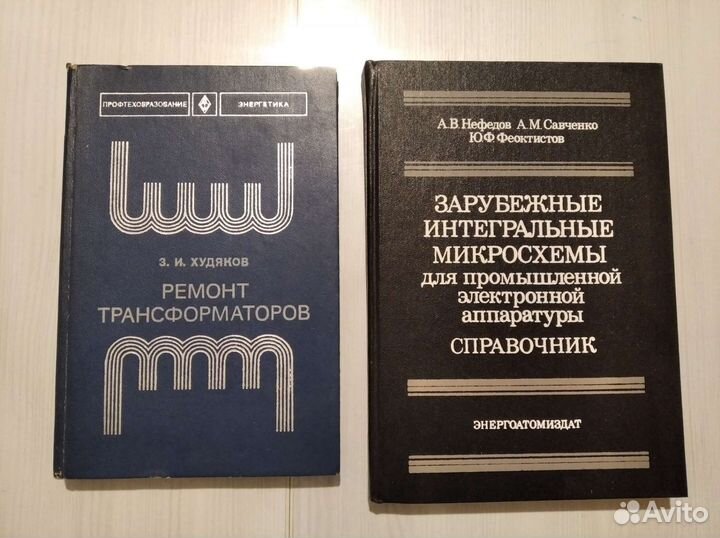 ПРОФТЕХОБРАЗОВАНИЕ ЭНЕРГЕТИКА
З. И. ХУДЯКОВ
РЕМОНТ
ТРАНСФОРМАТОРОВ
А.В.Нефедов А.М.Савченко
Ю.Ф.Феоктистов
ЗАРУБЕЖНЫЕ
ИНТЕГРАЛЬНЫЕ
МИКРОСХЕМЫ
для промышленной
электронной
аппаратуры
СПРАВОЧНИК
ЭНЕРГОАТОМИЗДАТ
Avito